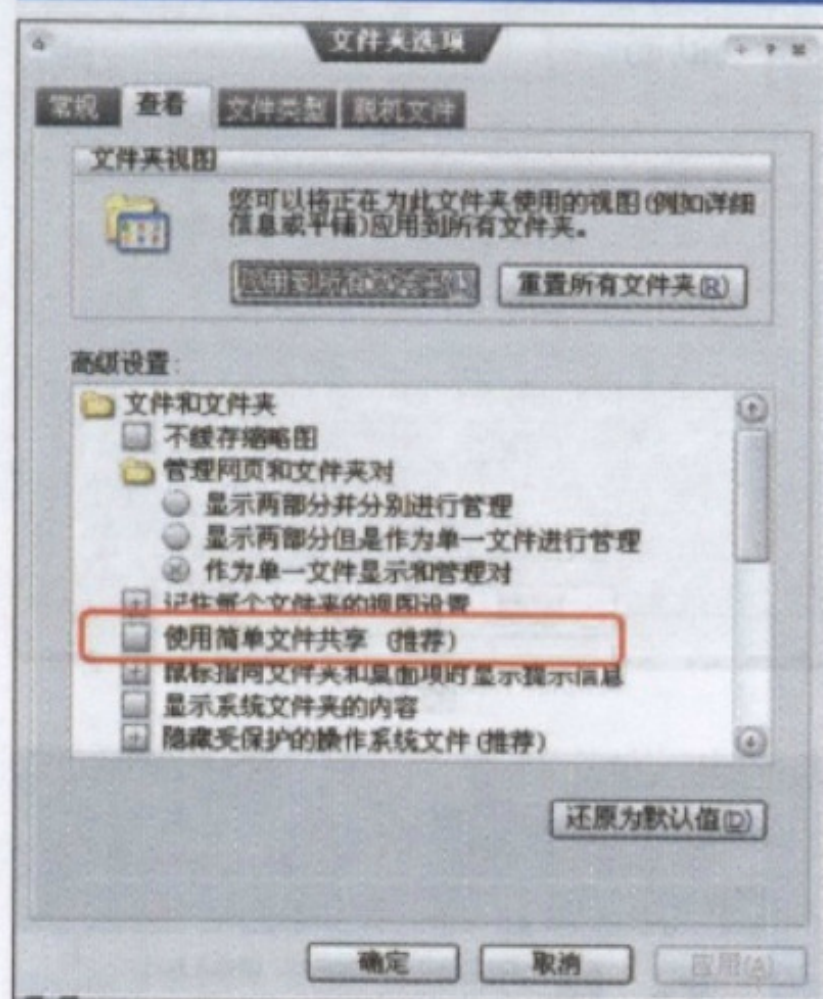 文件夹选项
常规 查看 文件类型 脱机文件
文件夹视图
您可以将正在为此文件夹使用的视图(例如详细
信息或平铺)应用到所有文件夹。
应用到所有文件夹(L) 重置所有文件夹(R)
高级设置:
文件和文件夹
不缓存缩略图
管理网页和文件夹对
显示两部分并分别进行管理
显示两部分但是作为单一文件进行管理
作为单一文件显示和管理对
记住每个文件夹的视图设置
使用简单文件共享 (推荐)
鼠标指向文件夹和桌面项时显示提示信息
显示系统文件夹的内容
隐藏受保护的操作系统文件(推荐)
还原为默认值(D)
确定 取消 应用(A)